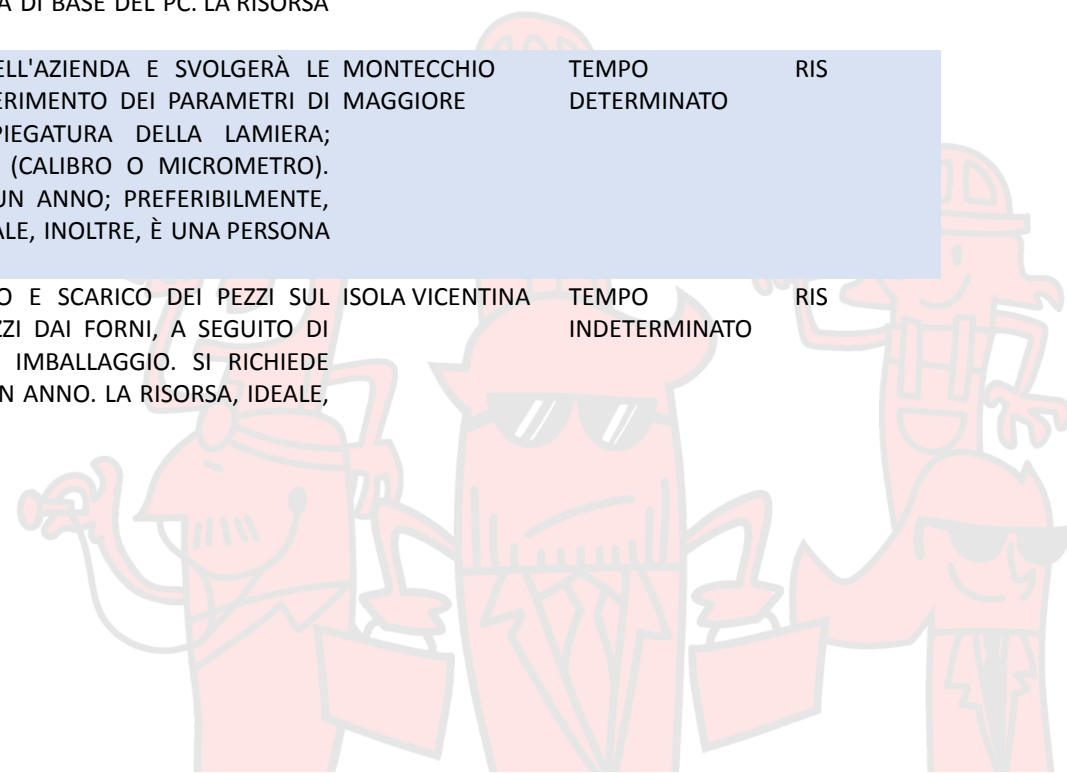 A DI BASE DEL PC. LA RISORSA
ELL'AZIENDA E SVOLGERÀ LE MONTECCHIO TEMPO RIS
ERIMENTO DEI PARAMETRI DI MAGGIORE DETERMINATO
PIEGATURA DELLA LAMIERA;
(CALIBRO O MICROMETRO).
UN ANNO; PREFERIBILMENTE,
ALE, INOLTRE, È UNA PERSONA
O E SCARICO DEI PEZZI SUL ISOLA VICENTINA TEMPO RIS
ZZI DAI FORNI, A SEGUITO DI INDETERMINATO
IMBALLAGGIO. SI RICHIEDE
N ANNO. LA RISORSA, IDEALE,